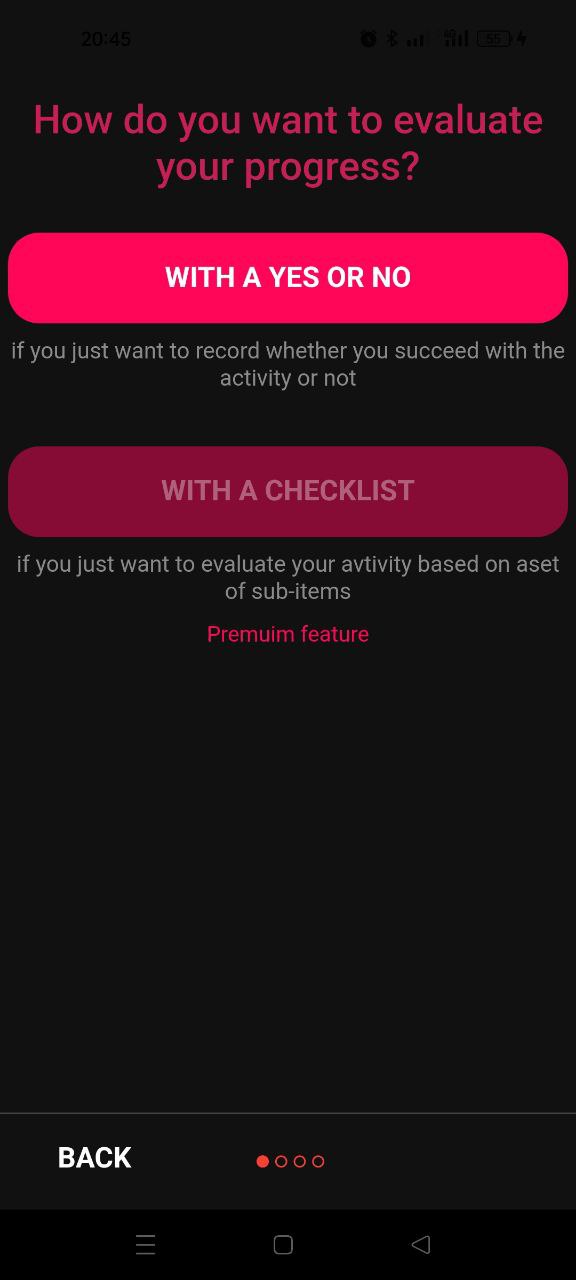 20:45
4G
55
How do you want to evaluate
your progress?
WITH A YES OR NO
if you just want to record whether you succeed with the
activity or not
WITH A CHECKLIST
if you just want to evaluate your avtivity based on aset
of sub-items
Premuim feature
BACK